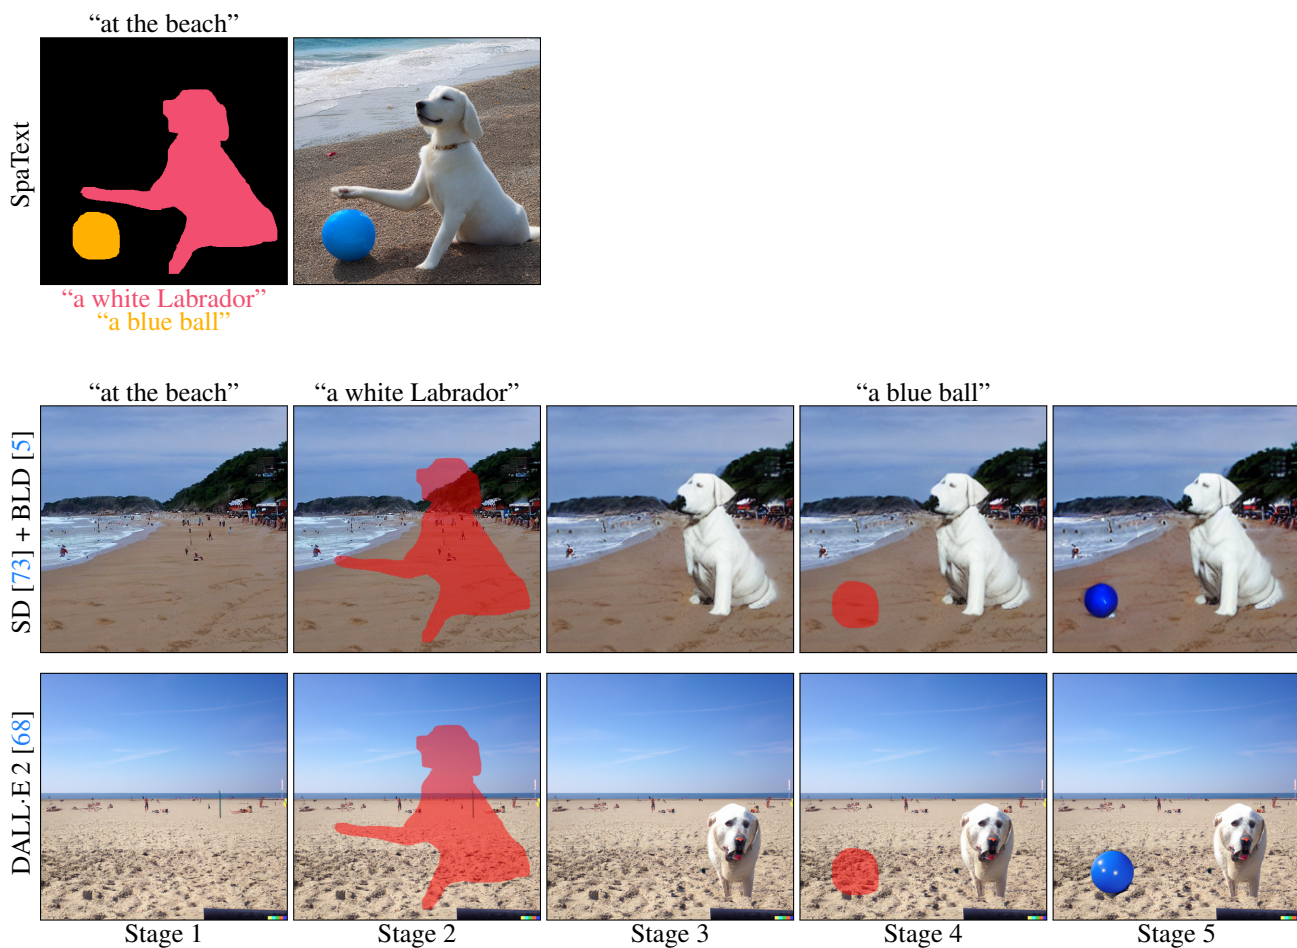 “at the beach”
SpaText
“a white Labrador”
“a blue ball”
“at the beach”
“a white Labrador”
“a blue ball”
SD [73] + BLD [5]
DALL·E 2 [68]
Stage 1
Stage 2
Stage 3
Stage 4
Stage 5